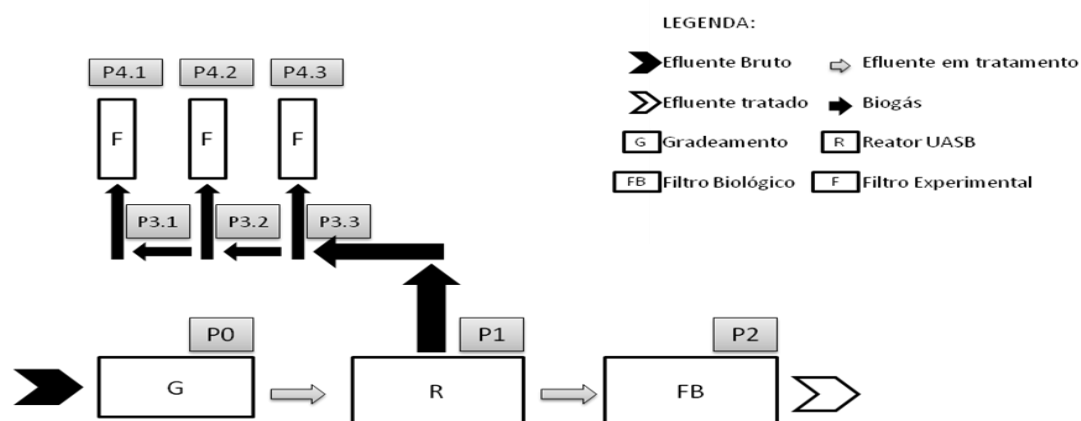 LEGENDA:
Efluente Bruto
Efluente em tratamento
Efluente tratado
Biogás
G Gradeamento
R Reator UASB
FB Filtro Biológico
F Filtro Experimental
P4.1 P4.2 P4.3
F F F
P3.1 P3.2 P3.3
P0 P1 P2
G R FB